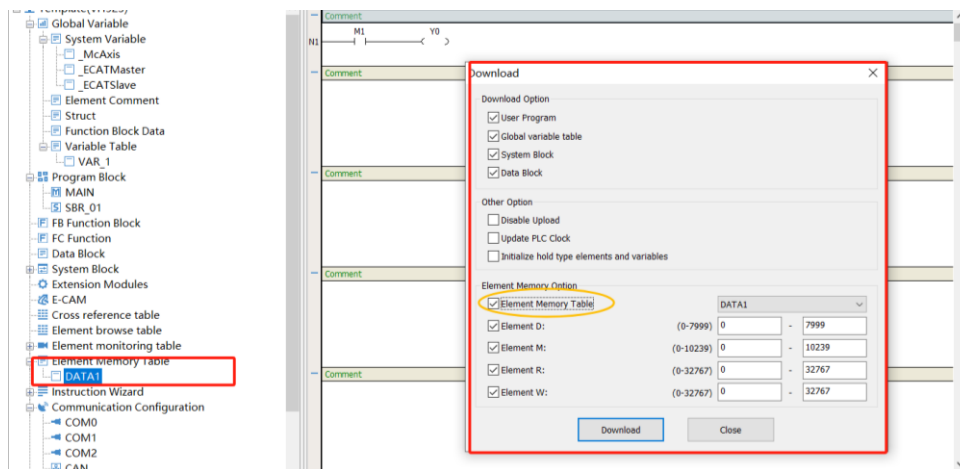 Template(VH525)
Global Variable
System Variable
_McAxis
_ECATMaster
_ECATSlave
Element Comment
Struct
Function Block Data
Variable Table
VAR_1
Program Block
MAIN
SBR_01
FB Function Block
FC Function
Data Block
System Block
Extension Modules
E-CAM
Cross reference table
Element browse table
Element monitoring table
Element Memory Table
DATA1
Instruction Wizard
Communication Configuration
COM0
COM1
COM2
CAN
Comment
M1 Y0
N1
Comment
Comment
Comment
Comment
Download
Download Option
User Program
Global variable table
System Block
Data Block
Other Option
Disable Upload
Update PLC Clock
Initialize hold type elements and variables
Element Memory Option
Element Memory Table DATA1
Element D: (0-7999) 0 - 7999
Element M: (0-10239) 0 - 10239
Element R: (0-32767) 0 - 32767
Element W: (0-32767) 0 - 32767
Download Close